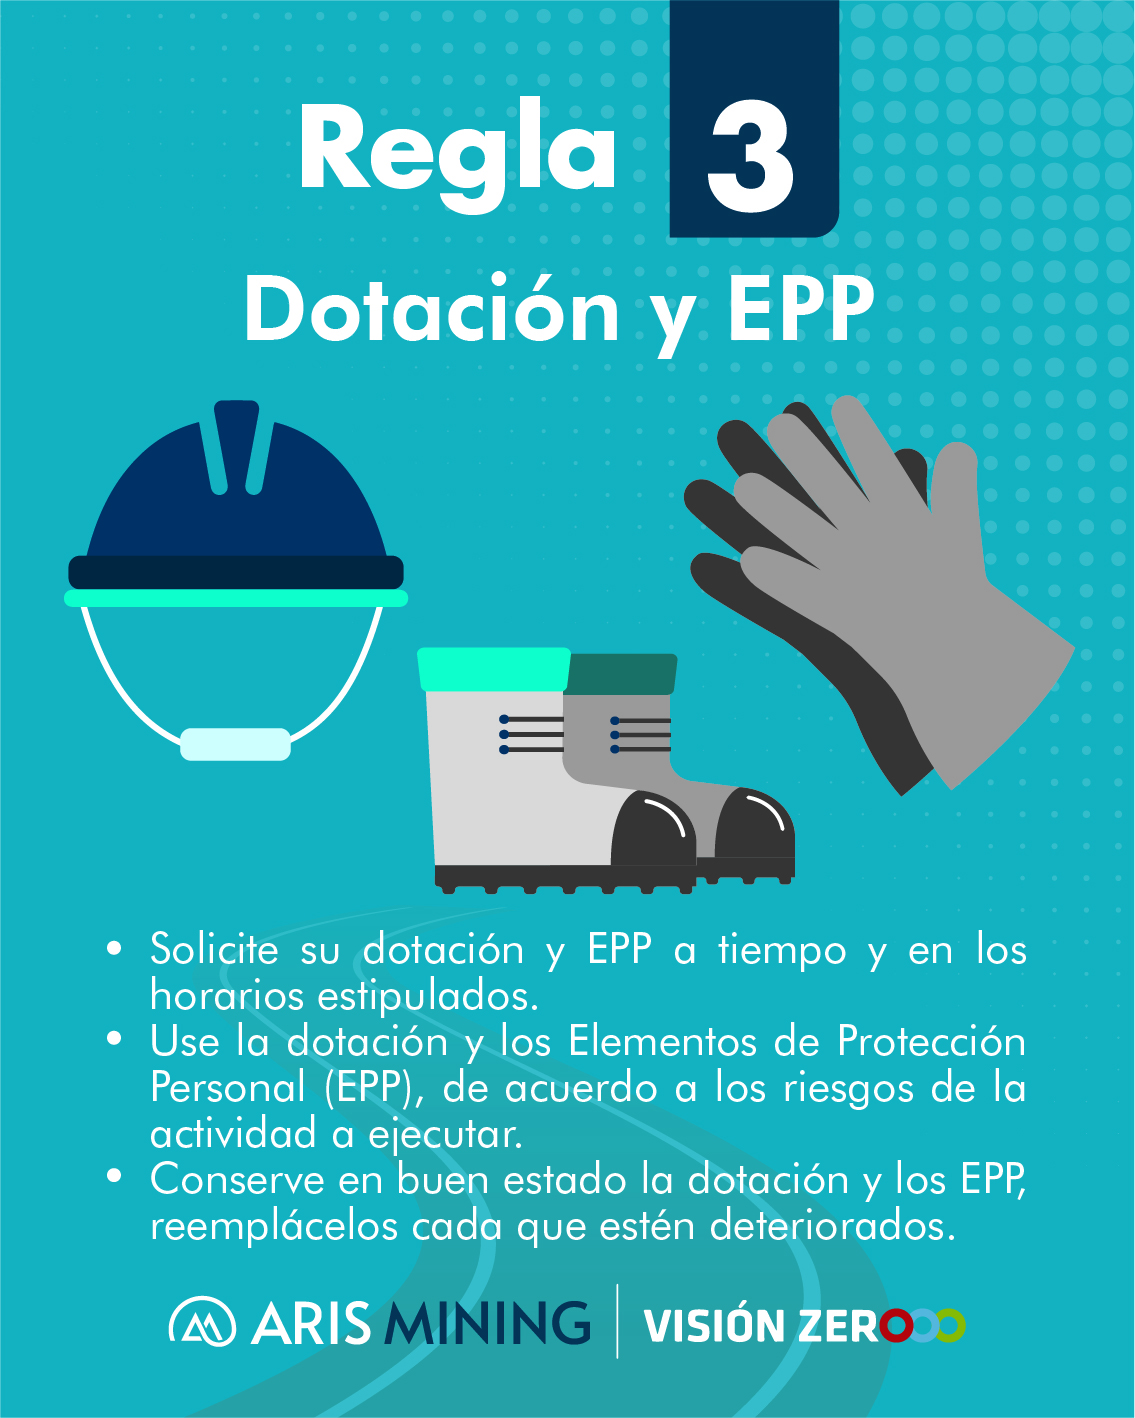 Regla 3
Dotación y EPP
• Solicite su dotación y EPP a tiempo y en los
horarios estipulados.
• Use la dotación y los Elementos de Protección
Personal (EPP), de acuerdo a los riesgos de la
actividad a ejecutar.
• Conserve en buen estado la dotación y los EPP,
reemplácelos cada que estén deteriorados.
ARIS MINING | VISIÓN ZERO